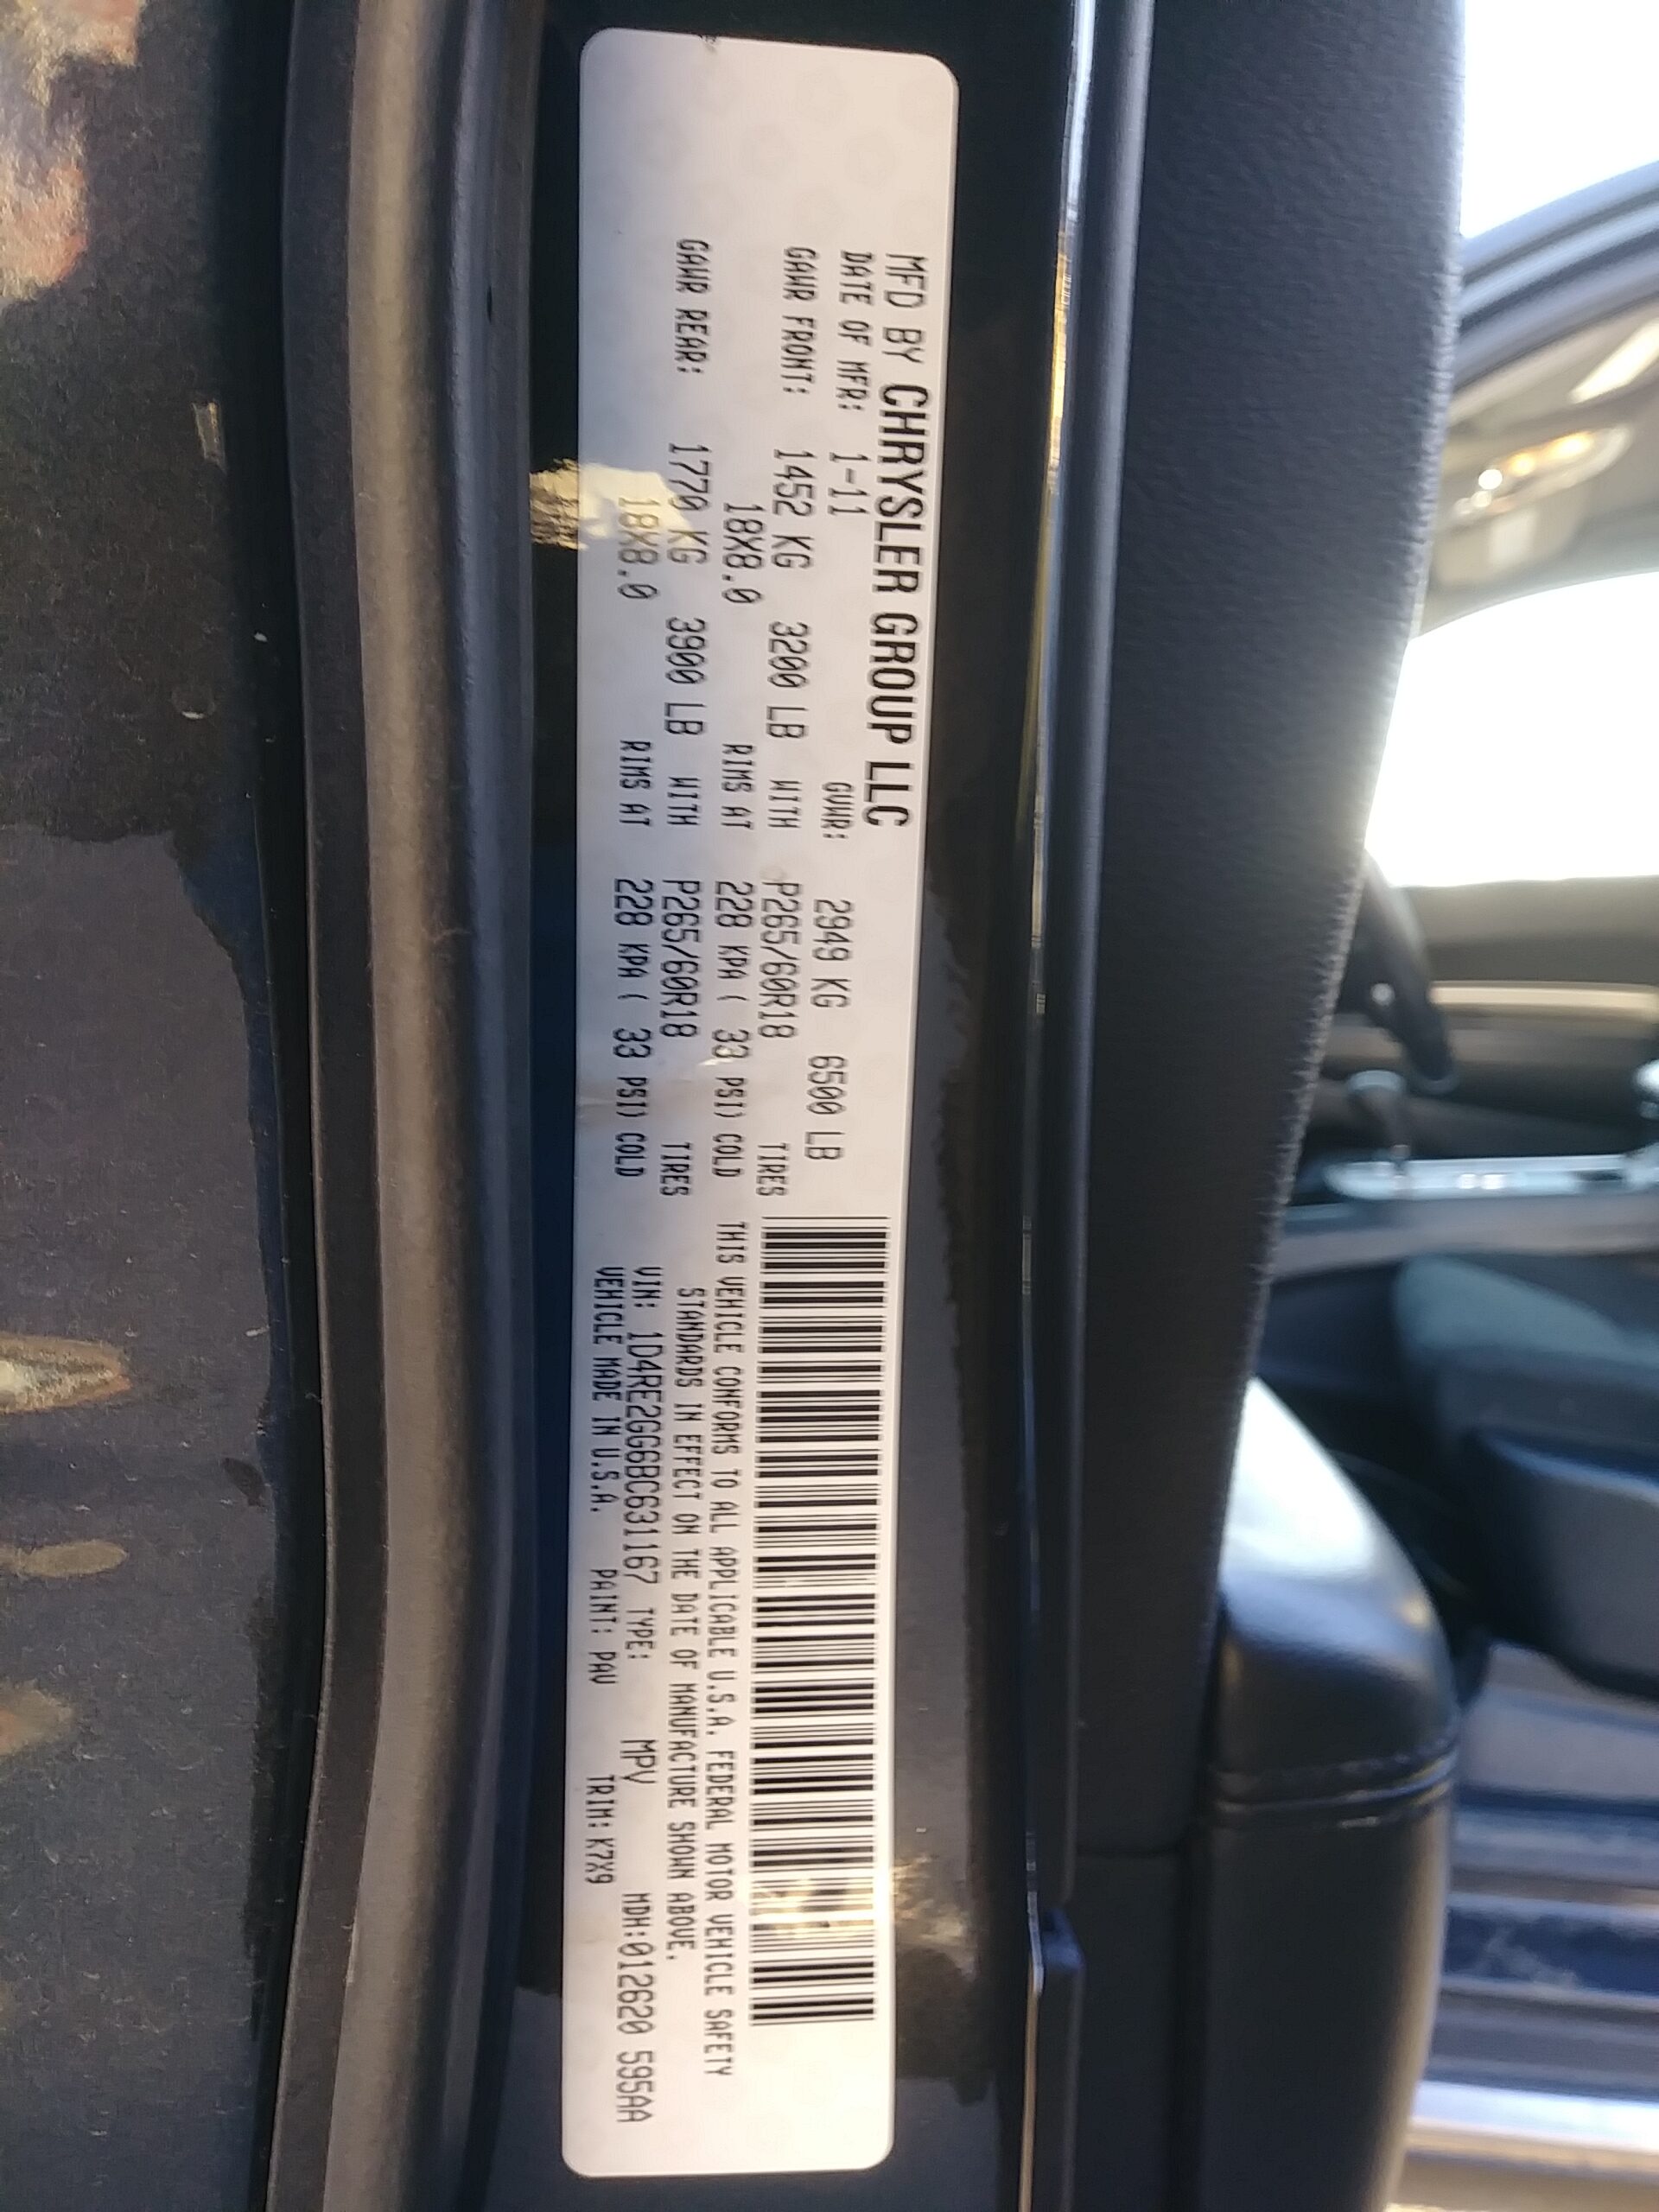 MFD BY CHRYSLER GROUP LLC
DATE OF MFR: 1-11 GVWR: 2949 KG 6500 LB
GAWR FRONT: 1452 KG 3200 LB WITH P265/60R18 TIRES
18X8.0 RIMS AT 228 KPA ( 33 PSI) COLD
GAWR REAR: 1770 KG 3900 LB WITH P265/60R18 TIRES
18X8.0 RIMS AT 228 KPA ( 33 PSI) COLD
THIS VEHICLE CONFORMS TO ALL APPLICABLE U.S.A. FEDERAL MOTOR VEHICLE SAFETY
STANDARDS IN EFFECT ON THE DATE OF MANUFACTURE SHOWN ABOVE.
VIN: 1D4RE2GG6BC631167 TYPE: MPV MDH:012620 595AA
VEHICLE MADE IN U.S.A. PAINT: PAV TRIM: K7X9